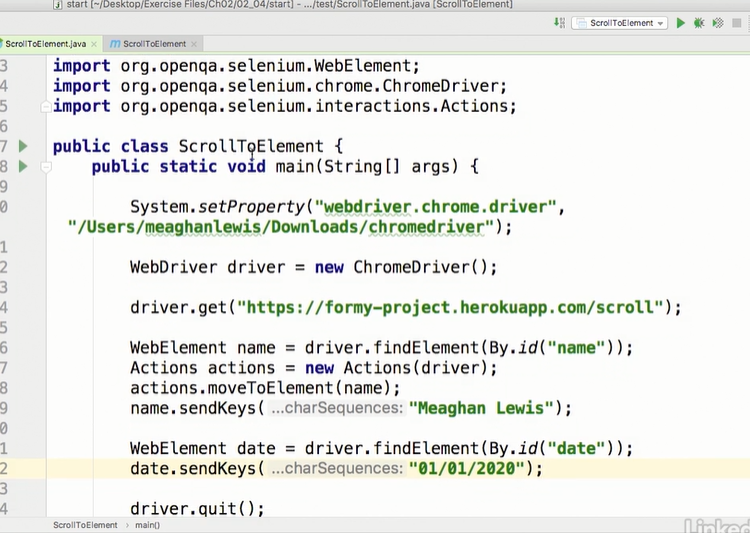 start [~/Desktop/Exercise Files/Ch02/02_04/start] - .../test/ScrollToElement.java [ScrollToElement]
ScrollToElement
ScrollToElement.java × ScrollToElement ×
3 import org.openqa.selenium.WebElement;
4 import org.openqa.selenium.chrome.ChromeDriver;
5 import org.openqa.selenium.interactions.Actions;
6
7 public class ScrollToElement {
8 public static void main(String[] args) {
9
0 System.setProperty("webdriver.chrome.driver",
"/Users/meaghanlewis/Downloads/chromedriver");
1
2 WebDriver driver = new ChromeDriver();
3
4 driver.get("https://formy-project.herokuapp.com/scroll");
5
6 WebElement name = driver.findElement(By.id("name"));
7 Actions actions = new Actions(driver);
8 actions.moveToElement(name);
9 name.sendKeys( ...charSequences: "Meaghan Lewis");
0
1 WebElement date = driver.findElement(By.id("date"));
2 date.sendKeys( ...charSequences: "01/01/2020");
3
4 driver.quit();
ScrollToElement › main()
Linked